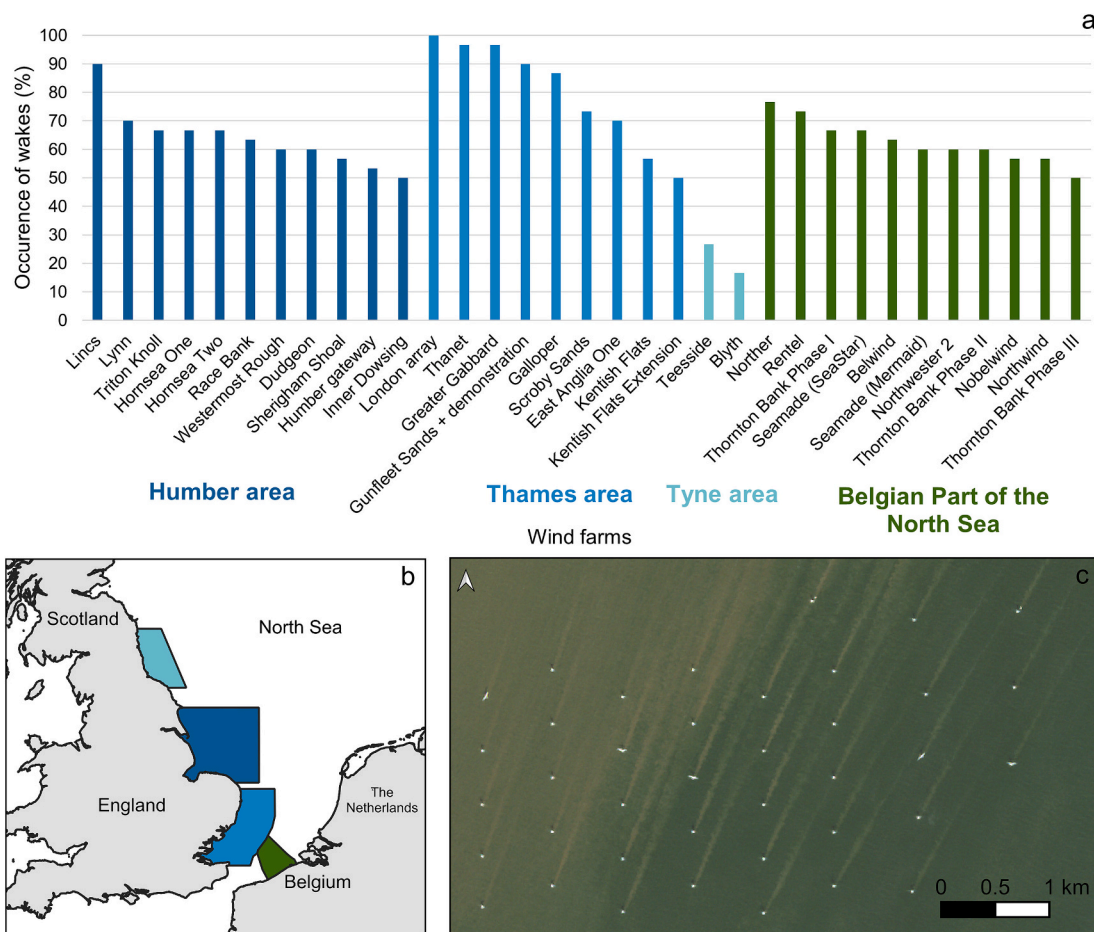 a
Occurence of wakes (%)
100
90
80
70
60
50
40
30
20
10
0
Lincs
Lynn
Triton Knoll
Hornsea One
Hornsea Two
Race Bank
Westermost Rough
Dudgeon
Sherigham Shoal
Humber gateway
Inner Dowsing
London array
Thanet
Greater Gabbard
Gunfleet Sands + demonstration
Galloper
Scroby Sands
East Anglia One
Kentish Flats
Kentish Flats Extension
Teesside
Blyth
Norther
Rentel
Thornton Bank Phase I
Seamade (SeaStar)
Belwind
Seamade (Mermaid)
Northwester 2
Thornton Bank Phase II
Nobelwind
Northwind
Thornton Bank Phase III
Humber area
Thames area
Tyne area
Belgian Part of the
North Sea
Wind farms
b
Scotland
North Sea
England
The
Netherlands
Belgium
c
0 0.5 1 km